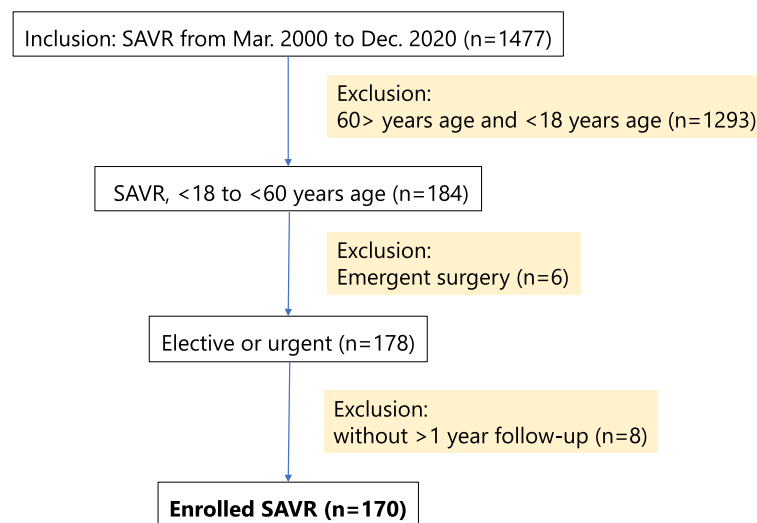 Inclusion: SAVR from Mar. 2000 to Dec. 2020 (n=1477)
Exclusion:
60> years age and <18 years age (n=1293)
SAVR, <18 to <60 years age (n=184)
Exclusion:
Emergent surgery (n=6)
Elective or urgent (n=178)
Exclusion:
without >1 year follow-up (n=8)
Enrolled SAVR (n=170)